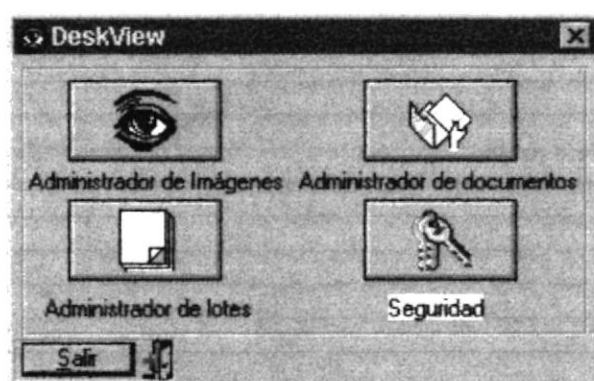 DeskView
Administrador de Imágenes Administrador de documentos
Administrador de lotes Seguridad
Salir